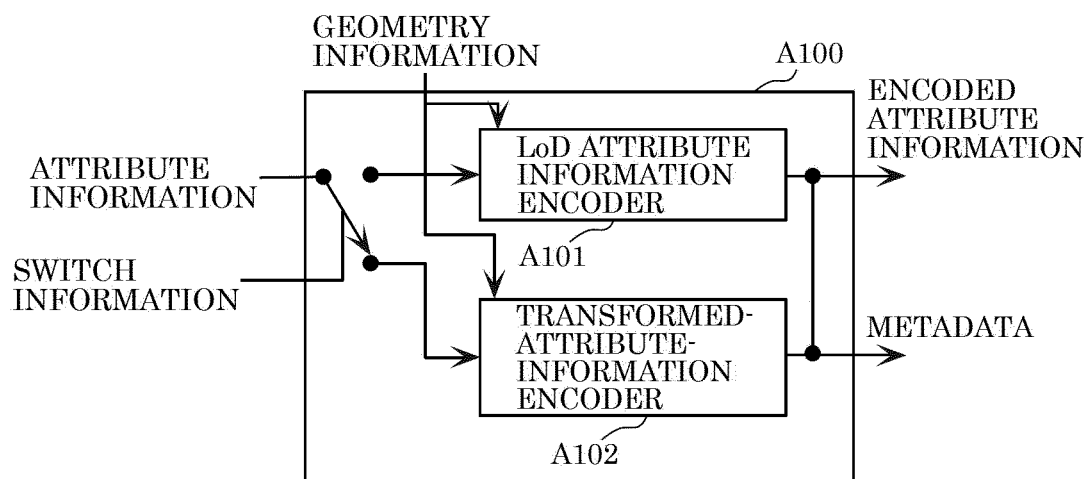 GEOMETRY
INFORMATION
A100
ENCODED
ATTRIBUTE
INFORMATION
ATTRIBUTE
INFORMATION
LoD ATTRIBUTE
INFORMATION
ENCODER
A101
SWITCH
INFORMATION
TRANSFORMED-
ATTRIBUTE-
INFORMATION
ENCODER
METADATA
A102